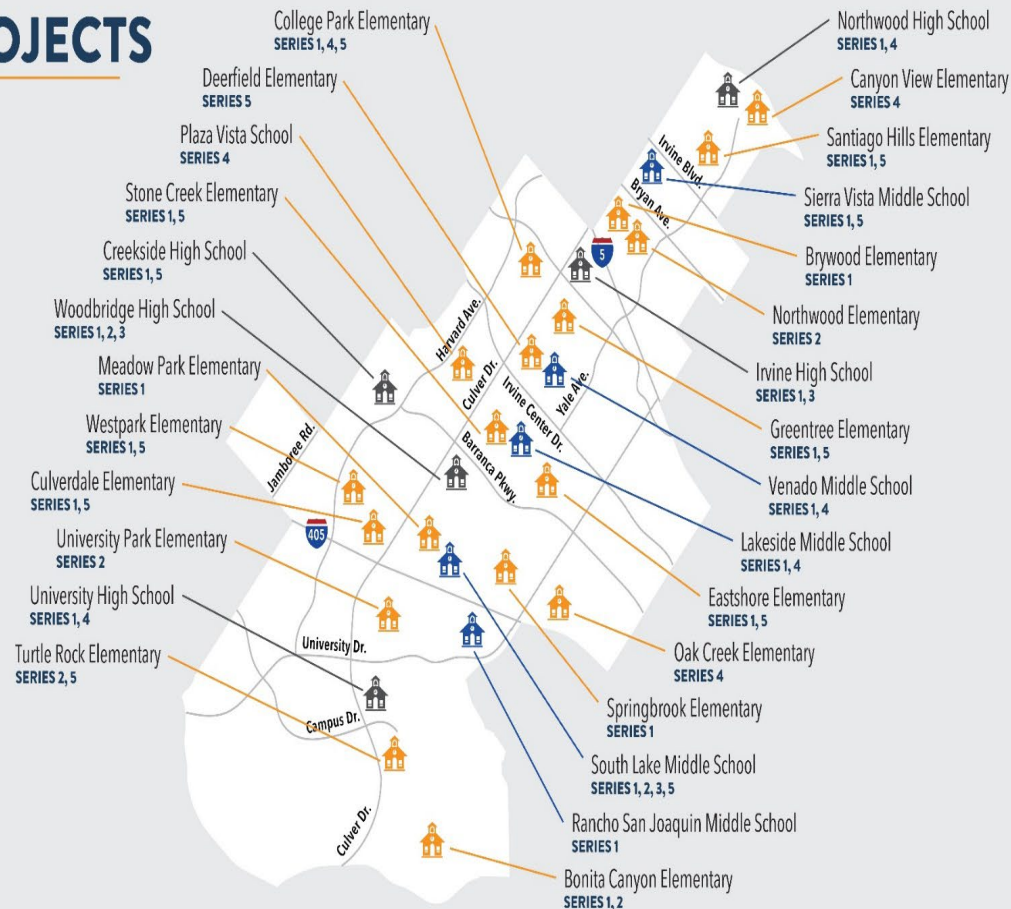 OJECTS
College Park Elementary
SERIES 1, 4, 5
Deerfield Elementary
SERIES 5
Plaza Vista School
SERIES 4
Stone Creek Elementary
SERIES 1, 5
Creekside High School
SERIES 1, 5
Woodbridge High School
SERIES 1, 2, 3
Meadow Park Elementary
SERIES 1
Westpark Elementary
SERIES 1, 5
Culverdale Elementary
SERIES 1, 5
University Park Elementary
SERIES 2
University High School
SERIES 1, 4
Turtle Rock Elementary
SERIES 2, 5
Northwood High School
SERIES 1, 4
Canyon View Elementary
SERIES 4
Santiago Hills Elementary
SERIES 1, 5
Sierra Vista Middle School
SERIES 1, 5
Brywood Elementary
SERIES 1
Northwood Elementary
SERIES 2
Irvine High School
SERIES 1, 3
Greentree Elementary
SERIES 1, 5
Venado Middle School
SERIES 1, 4
Lakeside Middle School
SERIES 1, 4
Eastshore Elementary
SERIES 1, 5
Oak Creek Elementary
SERIES 4
Springbrook Elementary
SERIES 1
South Lake Middle School
SERIES 1, 2, 3, 5
Rancho San Joaquin Middle School
SERIES 1
Bonita Canyon Elementary
SERIES 1, 2
Irvine Blvd.
Bryan Ave.
5
Harvard Ave.
Culver Dr.
Irvine Center Dr.
Yale Ave.
Barranca Pkwy.
Jamboree Rd.
405
University Dr.
Campus Dr.
Culver Dr.